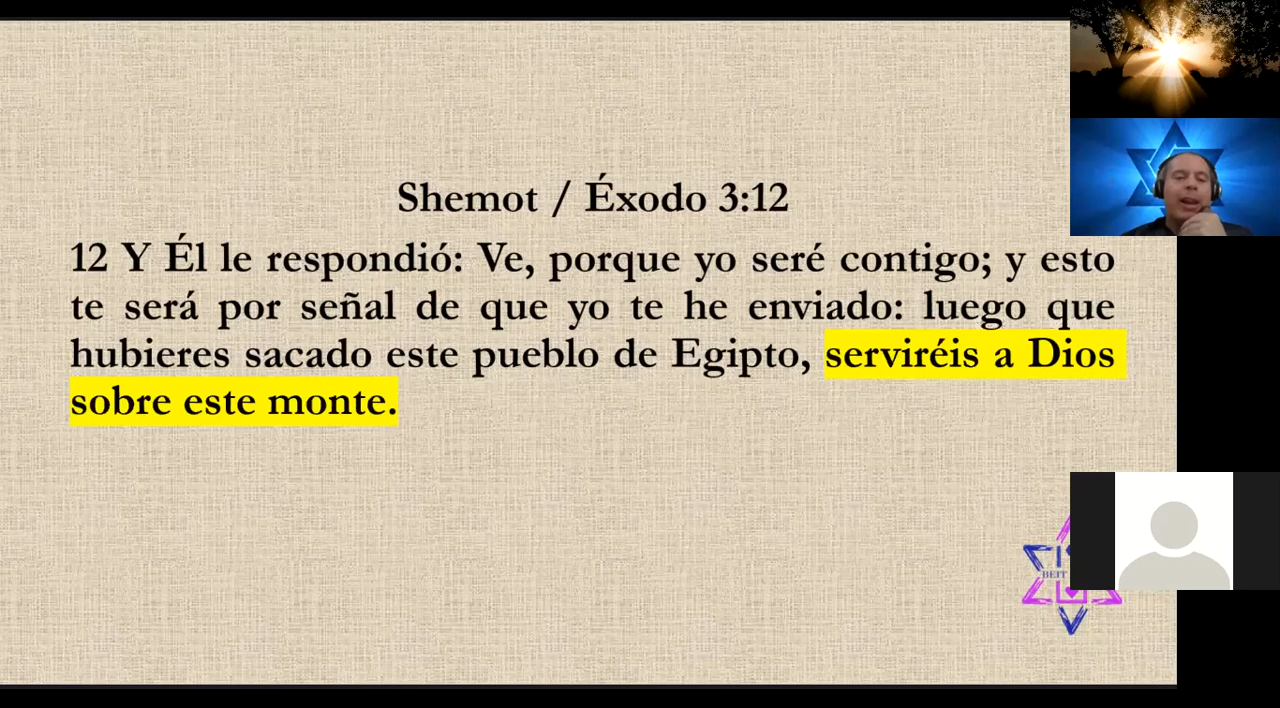 Shemot / Éxodo 3:12
12 Y Él le respondió: Ve, porque yo seré contigo; y esto
te será por señal de que yo te he enviado: luego que
hubieres sacado este pueblo de Egipto, serviréis a Dios
sobre este monte.
BEIT